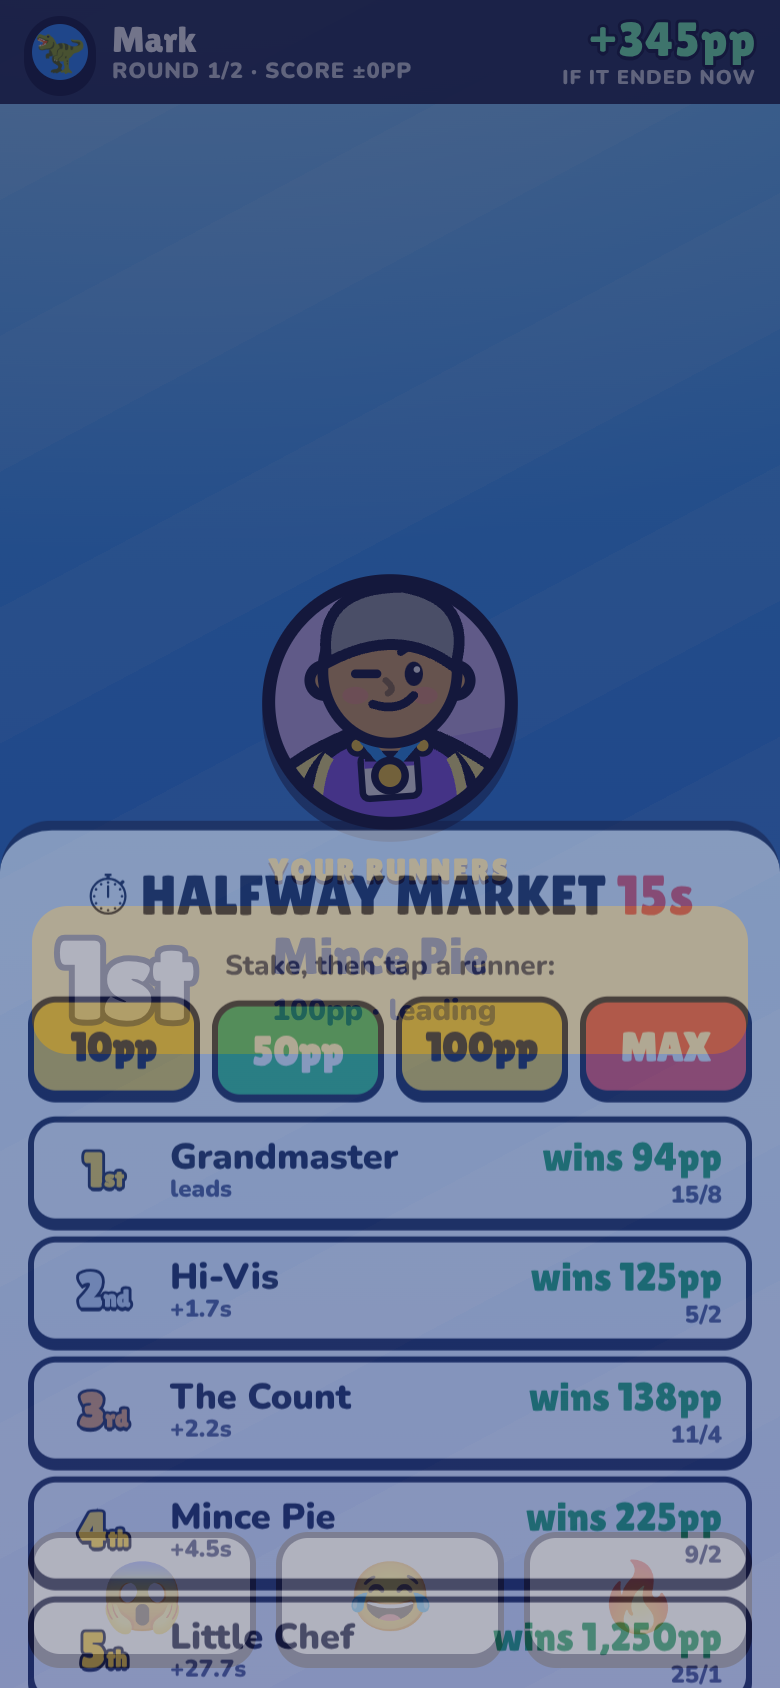 Mark
ROUND 1/2 · SCORE ±0PP
+345pp
IF IT ENDED NOW
YOUR RUNNERS
HALFWAY MARKET 15s
1st
Mince Pie
100pp · leading
Stake, then tap a runner:
10pp
50pp
100pp
MAX
1st
Grandmaster
leads
wins 94pp
15/8
2nd
Hi-Vis
+1.7s
wins 125pp
5/2
3rd
The Count
+2.2s
wins 138pp
11/4
4th
Mince Pie
+4.5s
wins 225pp
9/2
5th
Little Chef
+27.7s
wins 1,250pp
25/1